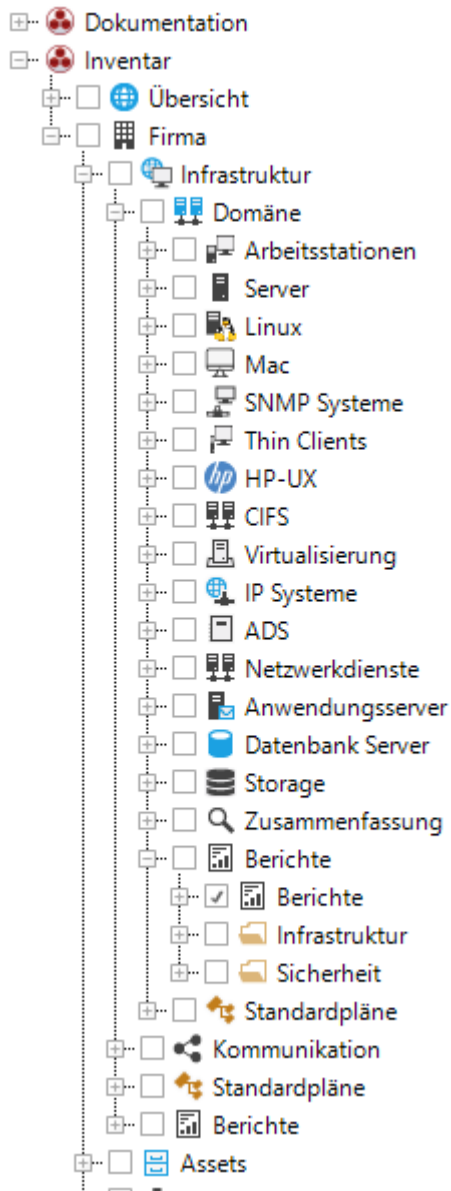 Dokumentation
Inventar
Übersicht
Firma
Infrastruktur
Domäne
Arbeitsstationen
Server
Linux
Mac
SNMP Systeme
Thin Clients
hp HP-UX
CIFS
Virtualisierung
IP Systeme
ADS
Netzwerkdienste
Anwendungsserver
Datenbank Server
Storage
Zusammenfassung
Berichte
Berichte
Infrastruktur
Sicherheit
Standardpläne
Kommunikation
Standardpläne
Berichte
Assets